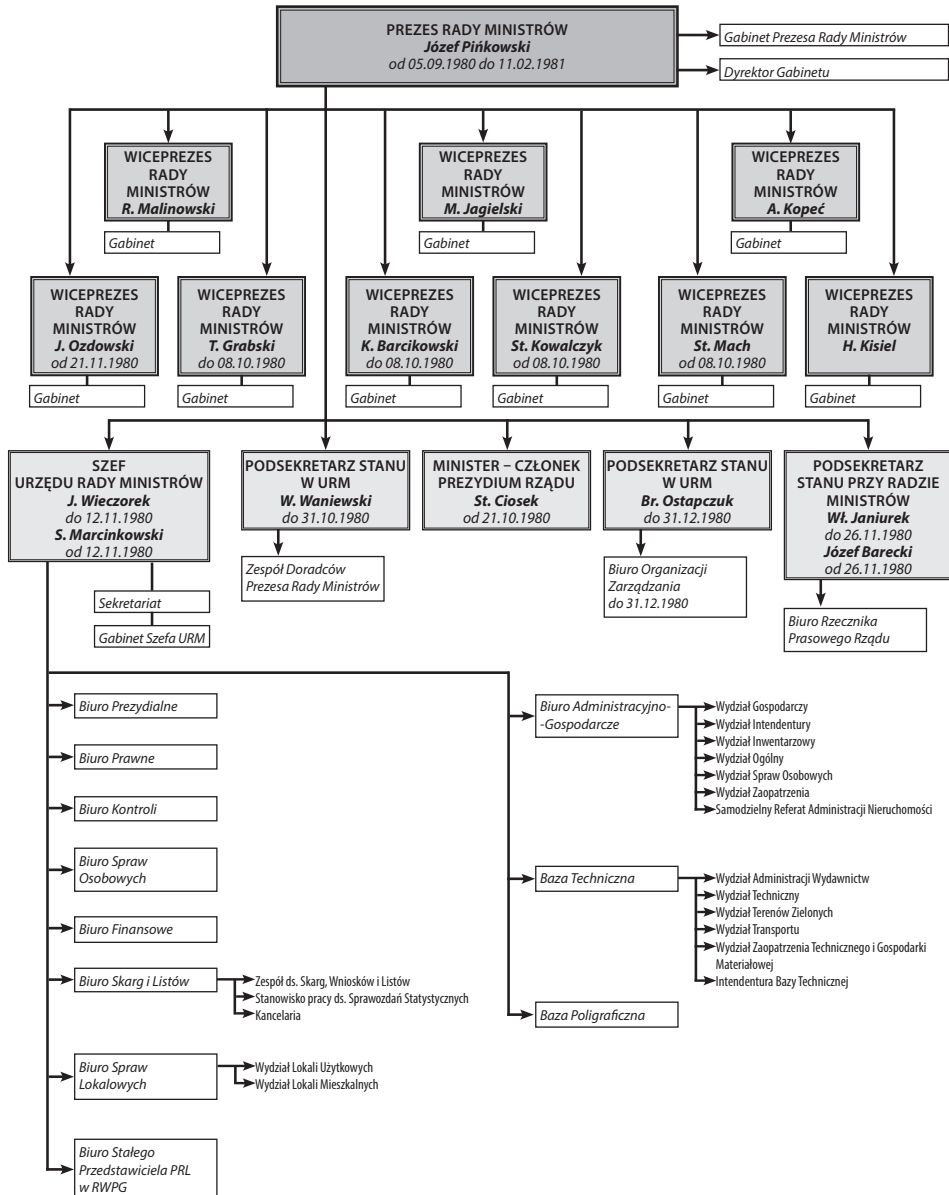 PREZES RADY MINISTRÓW
Józef Pińkowski
od 05.09.1980 do 11.02.1981
Gabinet Prezesa Rady Ministrów
Dyrektor Gabinetu
WICEPREZES
RADY
MINISTRÓW
R. Malinowski
Gabinet
WICEPREZES
RADY
MINISTRÓW
M. Jagielski
Gabinet
WICEPREZES
RADY
MINISTRÓW
A. Kopeć
Gabinet
WICEPREZES
RADY
MINISTRÓW
J. Ozdowski
od 21.11.1980
Gabinet
WICEPREZES
RADY
MINISTRÓW
T. Grabski
do 08.10.1980
Gabinet
WICEPREZES
RADY
MINISTRÓW
K. Barcikowski
do 08.10.1980
Gabinet
WICEPREZES
RADY
MINISTRÓW
St. Kowalczyk
od 08.10.1980
Gabinet
WICEPREZES
RADY
MINISTRÓW
St. Mach
od 08.10.1980
Gabinet
WICEPREZES
RADY
MINISTRÓW
H. Kisiel
Gabinet
SZEF
URZĘDU RADY MINISTRÓW
J. Wieczorek
do 12.11.1980
S. Marcinkowski
od 12.11.1980
Sekretariat
Gabinet Szefa URM
PODSEKRETARZ STANU
W URM
W. Waniewski
do 31.10.1980
Zespół Doradców
Prezesa Rady Ministrów
MINISTER – CZŁONEK
PREZYDIUM RZĄDU
St. Ciosek
od 21.10.1980
PODSEKRETARZ STANU
W URM
Br. Ostapczuk
do 31.12.1980
Biuro Organizacji
Zarządzania
do 31.12.1980
PODSEKRETARZ
STANU PRZY RADZIE
MINISTRÓW
Wł. Janiurek
do 26.11.1980
Józef Barecki
od 26.11.1980
Biuro Rzecznika
Prasowego Rządu
Biuro Prezydialne
Biuro Prawne
Biuro Kontroli
Biuro Spraw
Osobowych
Biuro Finansowe
Biuro Skarg i Listów
Zespół ds. Skarg, Wniosków i Listów
Stanowisko pracy ds. Sprawozdań Statystycznych
Kancelaria
Biuro Spraw
Lokalowych
Wydział Lokali Użytkowych
Wydział Lokali Mieszkalnych
Biuro Stałego
Przedstawiciela PRL
w RWPG
Biuro Administracyjno-
-Gospodarcze
Wydział Gospodarczy
Wydział Intendentury
Wydział Inwentarzowy
Wydział Ogólny
Wydział Spraw Osobowych
Wydział Zaopatrzenia
Samodzielny Referat Administracji Nieruchomości
Baza Techniczna
Wydział Administracji Wydawnictw
Wydział Techniczny
Wydział Terenów Zielonych
Wydział Transportu
Wydział Zaopatrzenia Technicznego i Gospodarki
Materiałowej
Intendentura Bazy Technicznej
Baza Poligraficzna